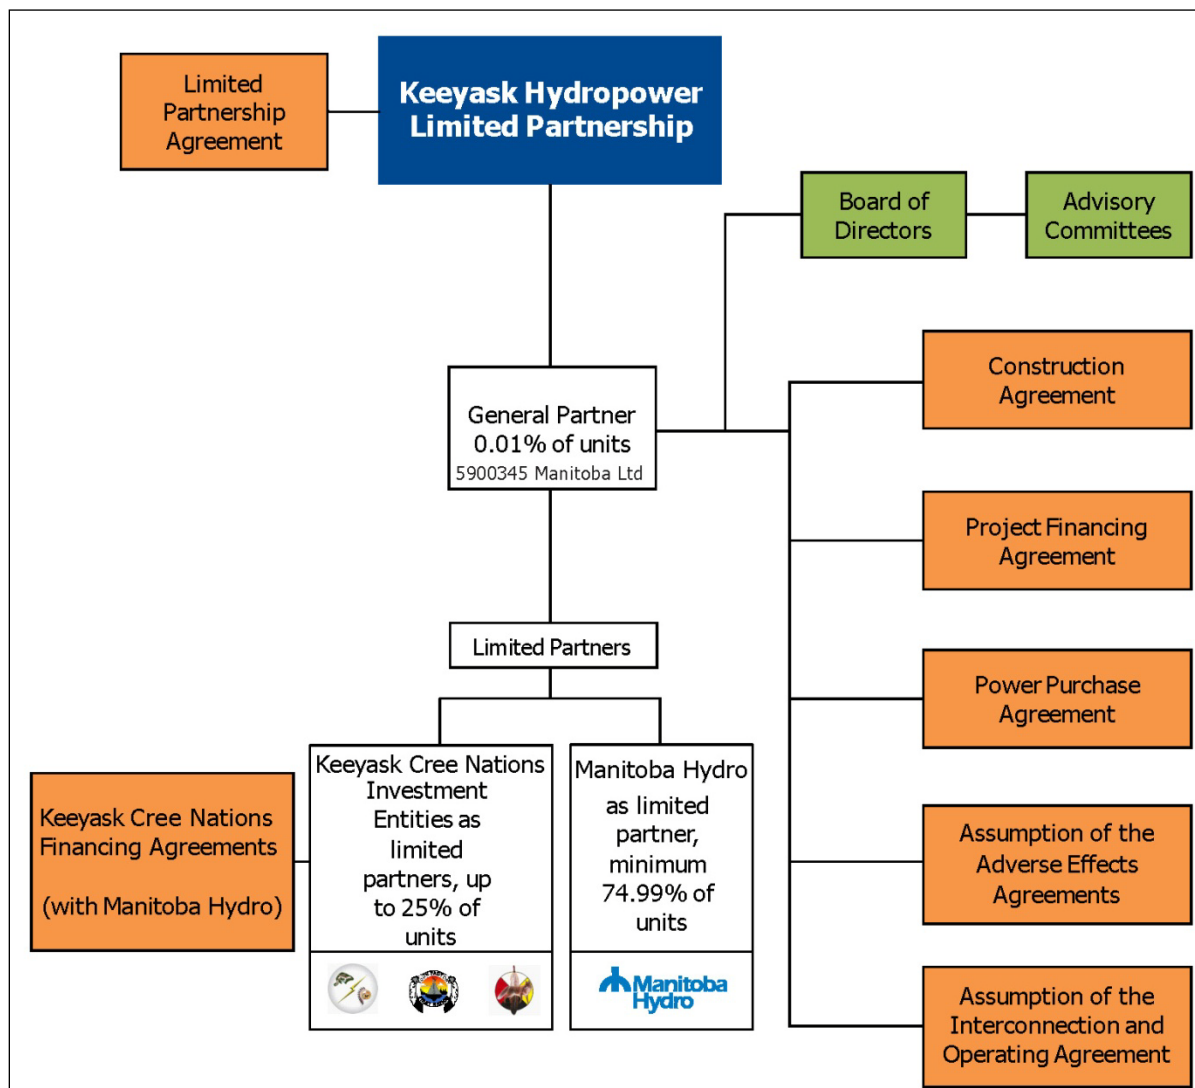 Limited
Partnership
Agreement
Keeyask Hydropower
Limited Partnership
Board of
Directors
Advisory
Committees
General Partner
0.01% of units
5900345 Manitoba Ltd
Construction
Agreement
Project Financing
Agreement
Power Purchase
Agreement
Assumption of the
Adverse Effects
Agreements
Assumption of the
Interconnection and
Operating Agreement
Limited Partners
Keeyask Cree Nations
Financing Agreements
(with Manitoba Hydro)
Keeyask Cree Nations
Investment
Entities as
limited
partners, up
to 25% of
units
Manitoba Hydro
as limited
partner,
minimum
74.99% of
units
Manitoba
Hydro